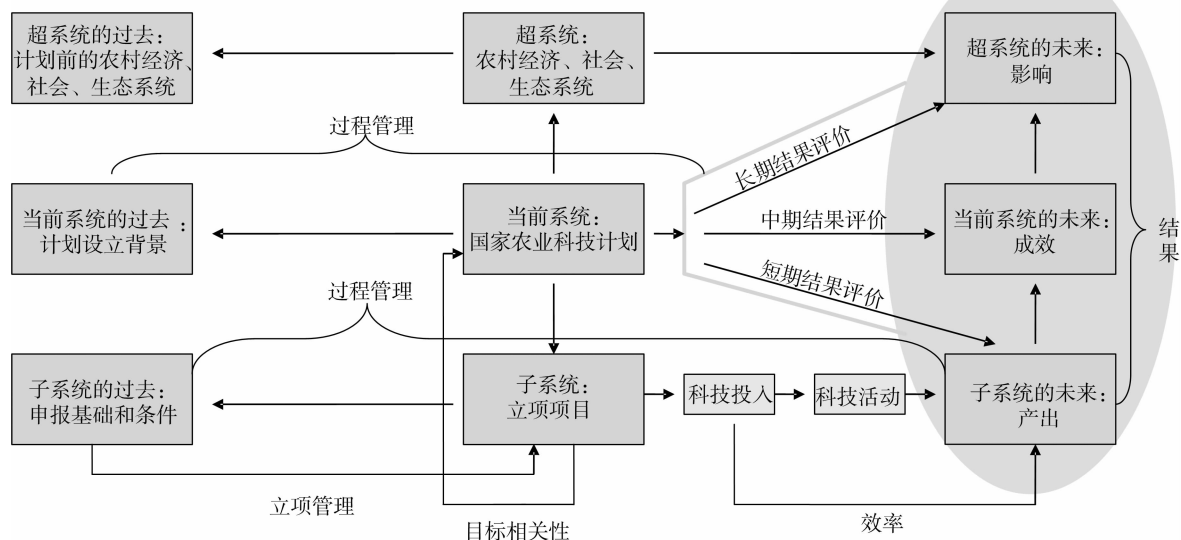 超系统的过去:
计划前的农村经济、
社会、生态系统
超系统:
农村经济、社会、
生态系统
超系统的未来:
影响
过程管理
长期结果评价
当前系统的过去:
计划设立背景
当前系统:
国家农业科技计划
中期结果评价
当前系统的未来:
成效
结
果
过程管理
短期结果评价
子系统的过去:
申报基础和条件
子系统:
立项项目
科技投入
科技活动
子系统的未来:
产出
立项管理
目标相关性
效率